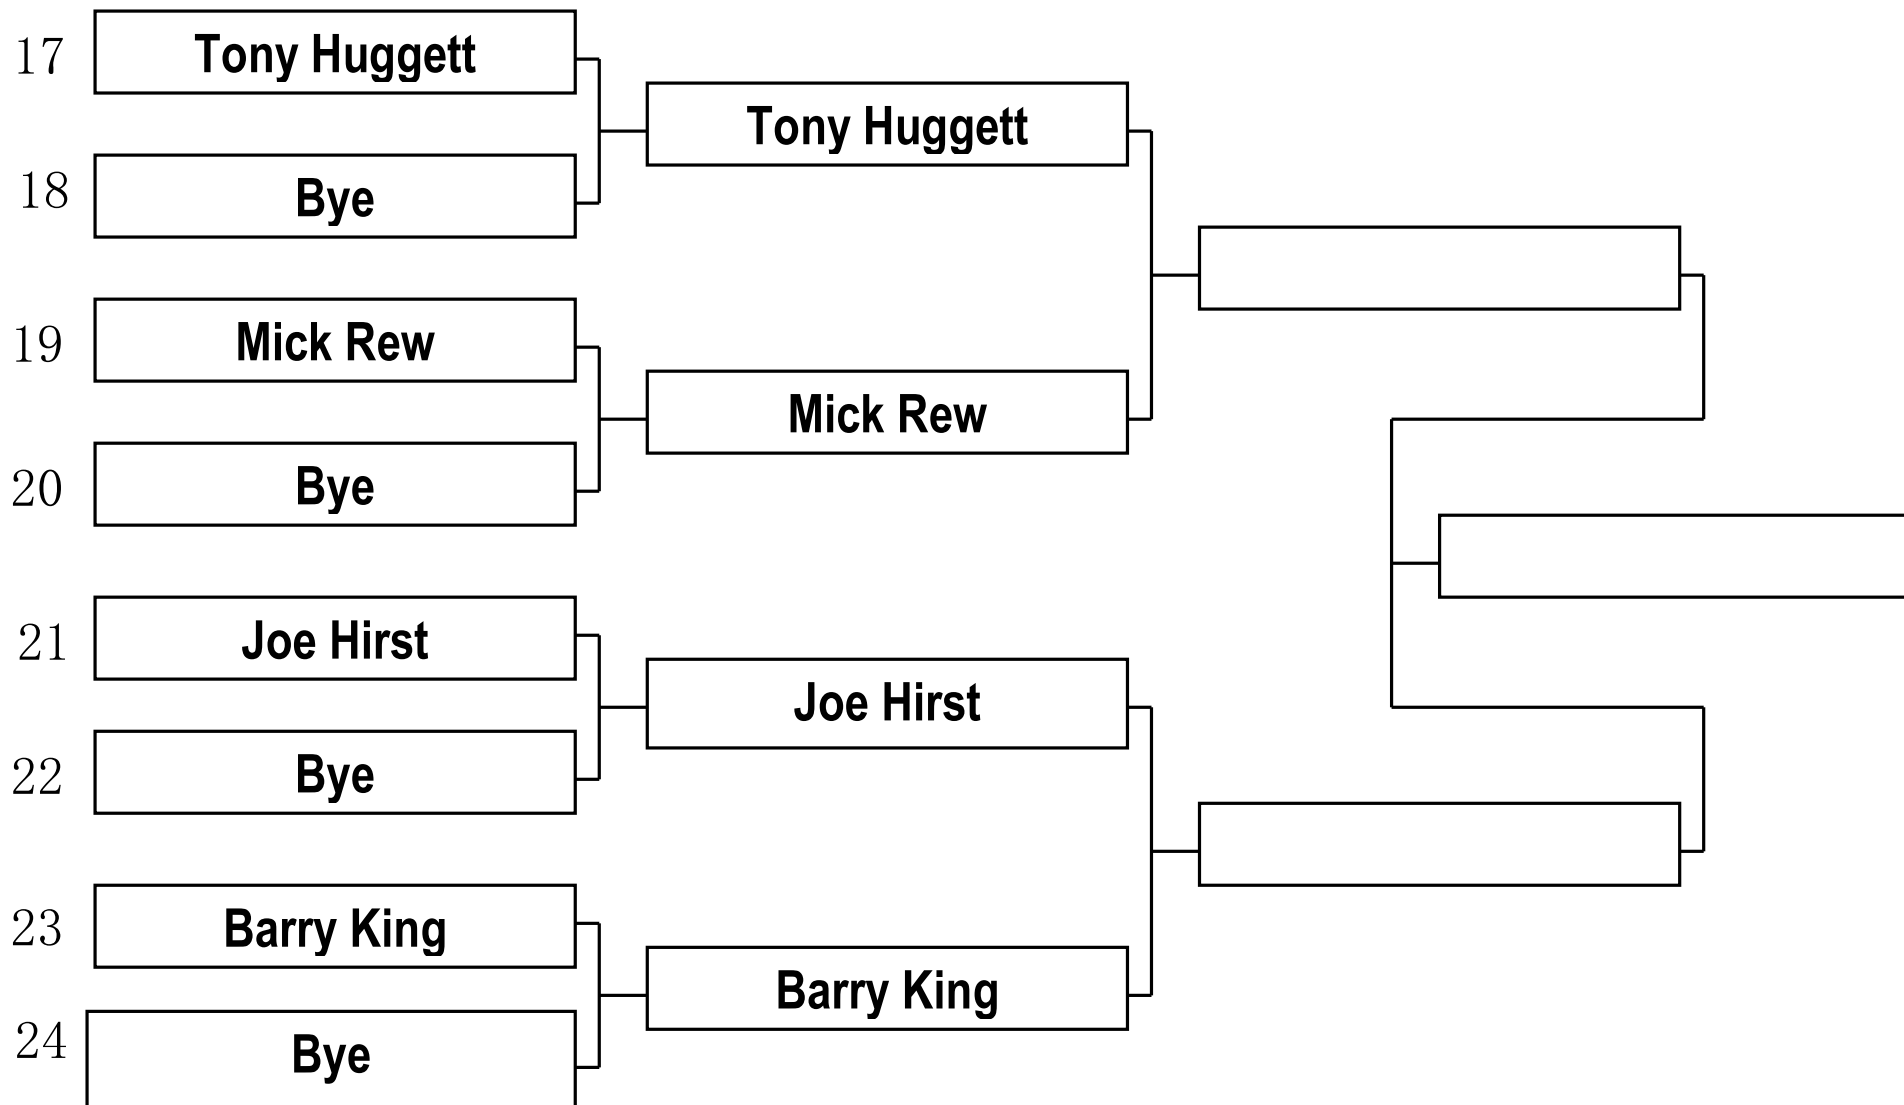 17 Tony Huggett
Tony Huggett
18 Bye
19 Mick Rew
Mick Rew
20 Bye
21 Joe Hirst
Joe Hirst
22 Bye
23 Barry King
Barry King
24 Bye